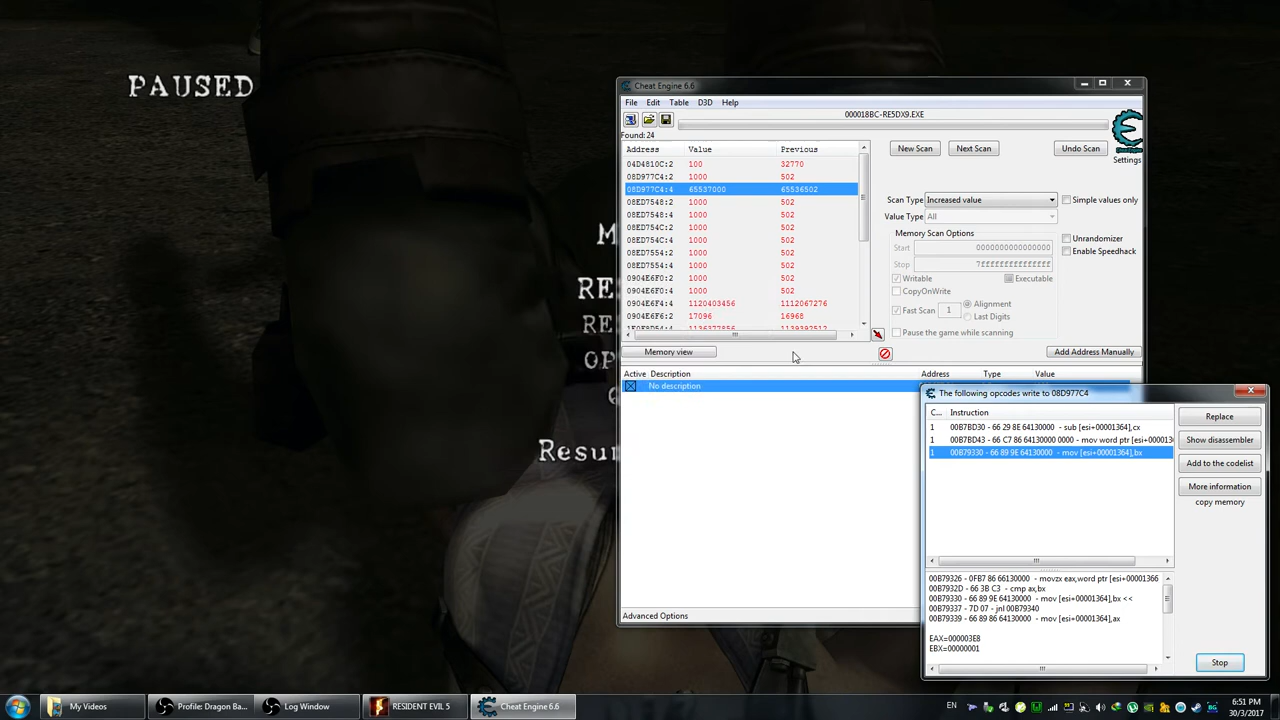 PAUSED
M
RE
RE
OP
Resu
Cheat Engine 6.6
File Edit Table D3D Help
000018BC-RE5DX9.EXE
Found: 24
Address Value Previous
04D4810C:2 100 32770
08D977C4:2 1000 502
08D977C4:4 65537000 65536502
08ED7548:2 1000 502
08ED7548:4 1000 502
08ED754C:2 1000 502
08ED754C:4 1000 502
08ED7554:2 1000 502
08ED7554:4 1000 502
0904E6F0:2 1000 502
0904E6F0:4 1000 502
0904E6F4:4 1120403456 1112067276
0904E6F6:2 17096 16968
New Scan Next Scan Undo Scan
Settings
Scan Type Increased value Simple values only
Value Type All
Memory Scan Options
Start 0000000000000000
Stop 7fffffffffffffff
Writable Executable
CopyOnWrite
Fast Scan 1 Alignment
Last Digits
Pause the game while scanning
Unrandomizer
Enable Speedhack
Memory view Add Address Manually
Active Description Address Type Value
No description
Advanced Options
The following opcodes write to 08D977C4
C... Instruction
1 00B7BD30 - 66 29 8E 64130000 - sub [esi+00001364],cx
1 00B7BD43 - 66 C7 86 64130000 0000 - mov word ptr [esi+000013
1 00B79330 - 66 89 9E 64130000 - mov [esi+00001364],bx
Replace
Show disassembler
Add to the codelist
More information
copy memory
00B79326 - 0FB7 86 66130000 - movzx eax,word ptr [esi+00001366
00B7932D - 66 3B C3 - cmp ax,bx
00B79330 - 66 89 9E 64130000 - mov [esi+00001364],bx <<
00B79337 - 7D 07 - jnl 00B79340
00B79339 - 66 89 86 64130000 - mov [esi+00001364],ax
EAX=000003E8
EBX=00000001
Stop
My Videos
Profile: Dragon Ba...
Log Window
RESIDENT EVIL 5
Cheat Engine 6.6
EN
6:51 PM
30/3/2017